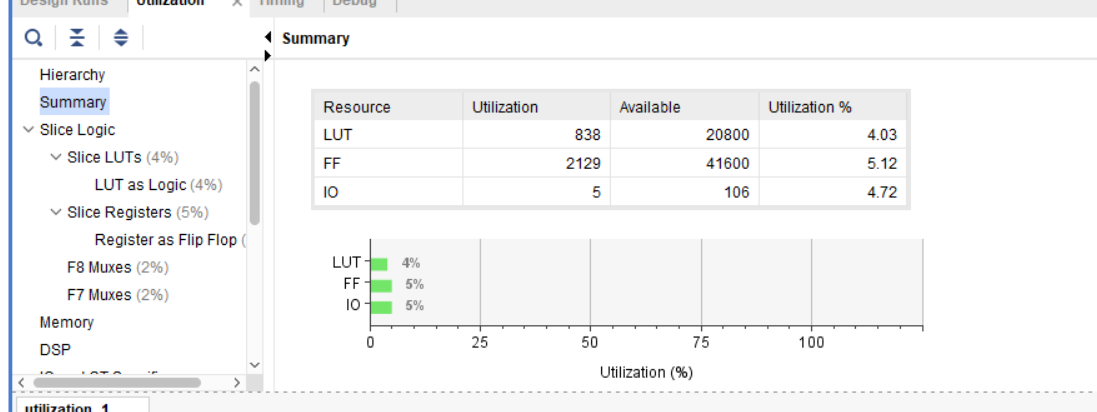 Design Runs Utilization × Timing Debug
Summary
Hierarchy
Summary
Slice Logic
Slice LUTs (4%)
LUT as Logic (4%)
Slice Registers (5%)
Register as Flip Flop (
F8 Muxes (2%)
F7 Muxes (2%)
Memory
DSP
Resource Utilization Available Utilization %
LUT 838 20800 4.03
FF 2129 41600 5.12
IO 5 106 4.72
LUT 4%
FF 5%
IO 5%
0 25 50 75 100
Utilization (%)
utilization_1